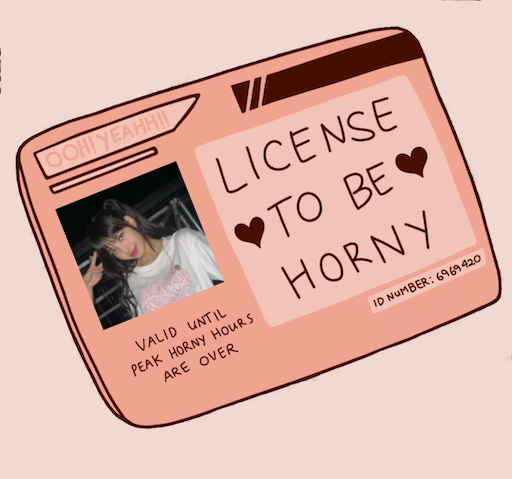 OOH! YEAHH!!
LICENSE
TO BE
HORNY
ID NUMBER: 6969420
VALID UNTIL
PEAK HORNY HOURS
ARE OVER